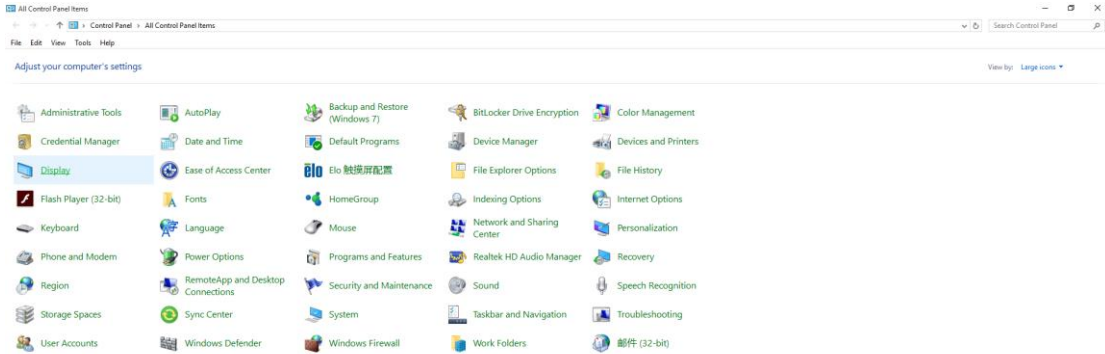 All Control Panel Items
Control Panel › All Control Panel Items
Search Control Panel
File Edit View Tools Help
Adjust your computer's settings
View by: Large icons
Administrative Tools
AutoPlay
Backup and Restore
(Windows 7)
BitLocker Drive Encryption
Color Management
Credential Manager
Date and Time
Default Programs
Device Manager
Devices and Printers
Display
Ease of Access Center
elo
Elo 触摸屏配置
File Explorer Options
File History
Flash Player (32-bit)
Fonts
HomeGroup
Indexing Options
Internet Options
Keyboard
Language
Mouse
Network and Sharing
Center
Personalization
Phone and Modem
Power Options
Programs and Features
Realtek HD Audio Manager
Recovery
Region
RemoteApp and Desktop
Connections
Security and Maintenance
Sound
Speech Recognition
Storage Spaces
Sync Center
System
Taskbar and Navigation
Troubleshooting
User Accounts
Windows Defender
Windows Firewall
Work Folders
邮件 (32-bit)